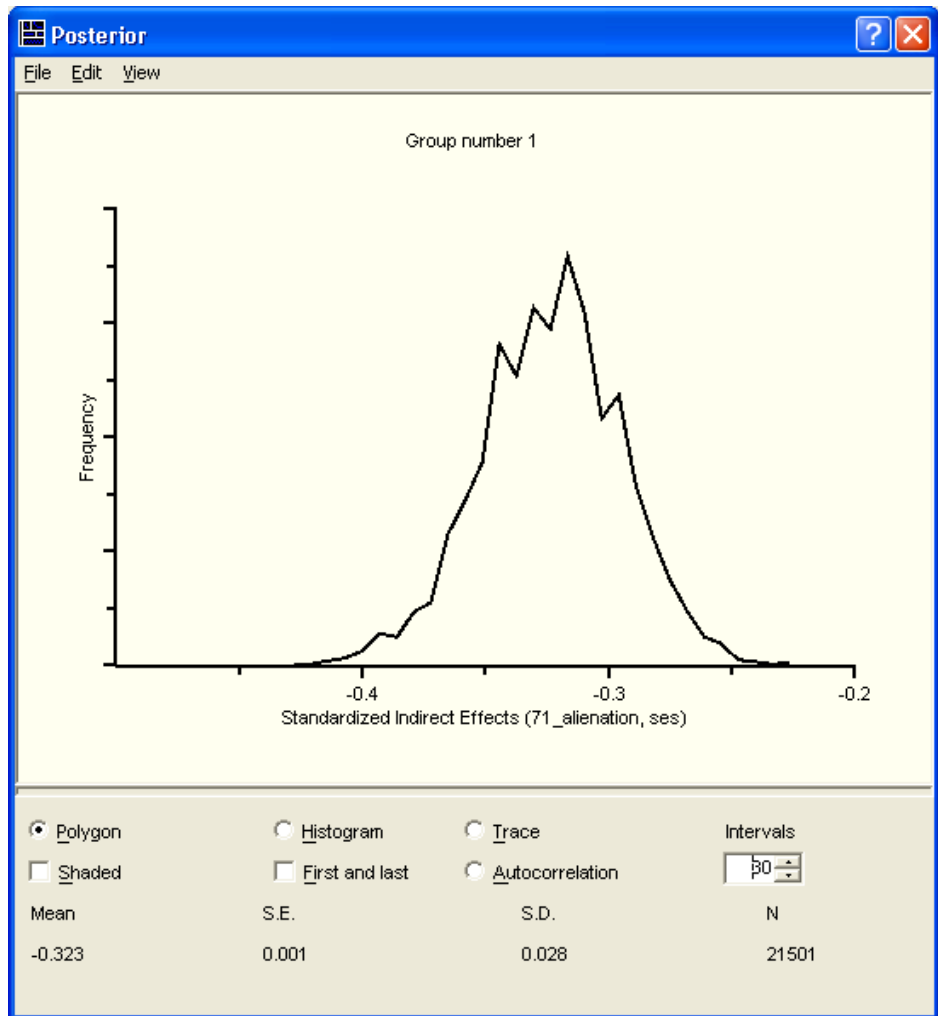 Posterior
File Edit View
Group number 1
Frequency
-0.4 -0.3 -0.2
Standardized Indirect Effects (71_alienation, ses)
Polygon Histogram Trace Intervals
Shaded First and last Autocorrelation 30
Mean S.E. S.D. N
-0.323 0.001 0.028 21501